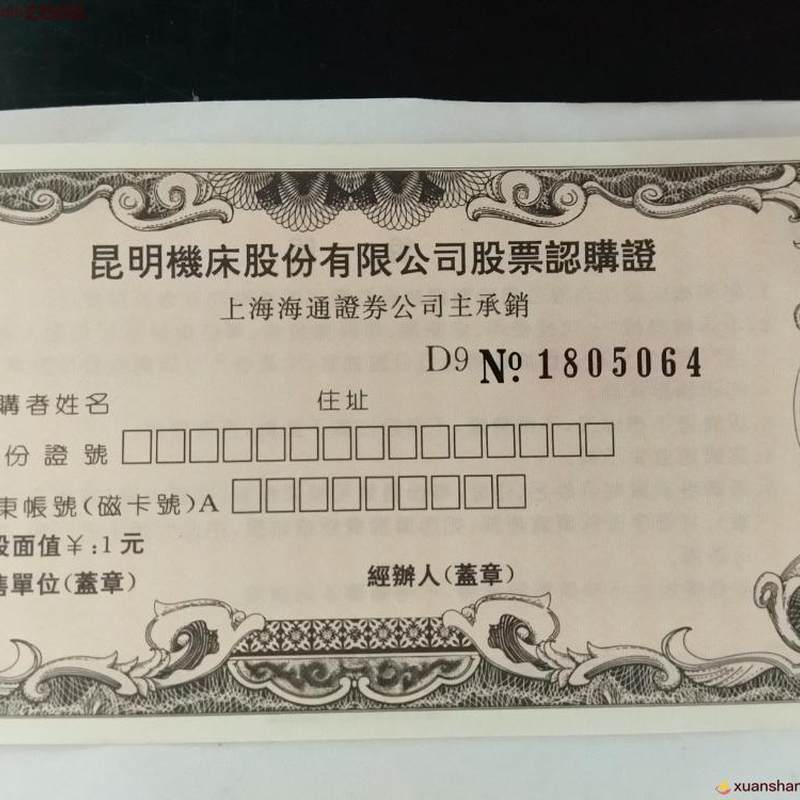 昆明機床股份有限公司股票認購證
上海海通證券公司主承銷
D9 No 1805064
購者姓名 住址
份證號
東帳號(磁卡號)A
股面值￥:1元
售單位(蓋章) 經辦人(蓋章)
xuanshan